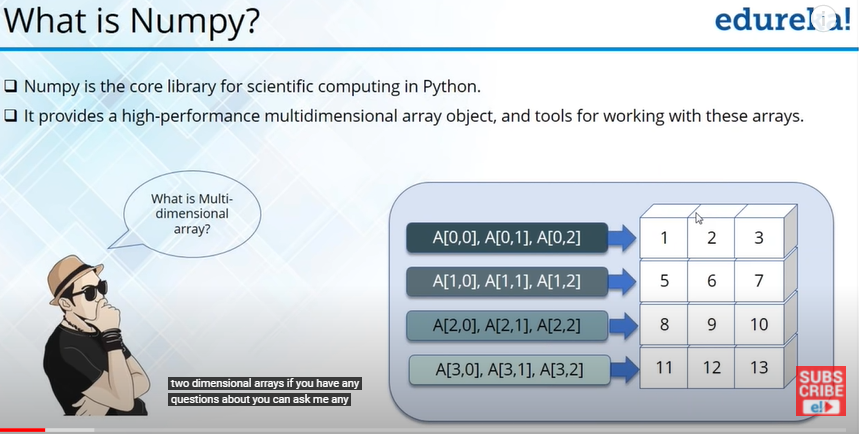 What is Numpy?
edureka!
Numpy is the core library for scientific computing in Python.
It provides a high-performance multidimensional array object, and tools for working with these arrays.
What is Multi-
dimensional
array?
A[0,0], A[0,1], A[0,2]
1 2 3
A[1,0], A[1,1], A[1,2]
5 6 7
A[2,0], A[2,1], A[2,2]
8 9 10
A[3,0], A[3,1], A[3,2]
11 12 13
two dimensional arrays if you have any
questions about you can ask me any
SUBS
CRIBE
e!